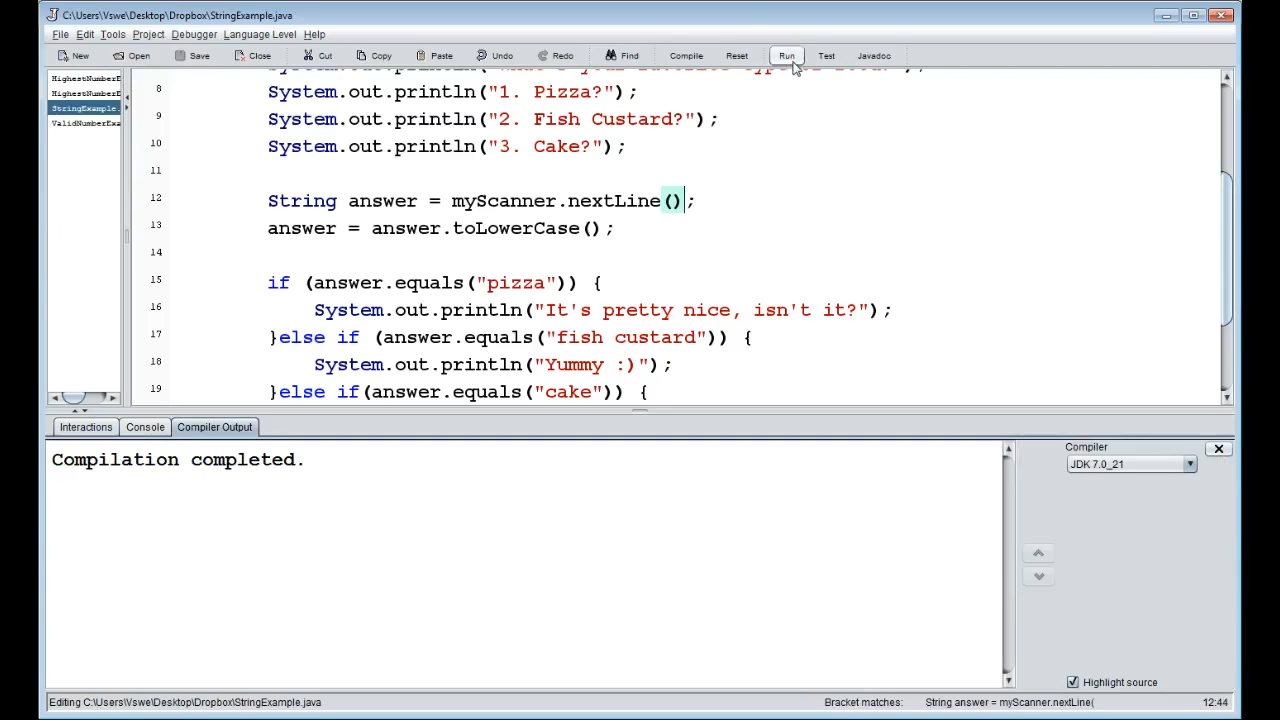 C:\Users\Vswe\Desktop\Dropbox\StringExample.java
File Edit Tools Project Debugger Language Level Help
New Open Save Close Cut Copy Paste Undo Redo Find Compile Reset Run Test Javadoc
HighestNumberE
HighestNumberE
StringExample.
ValidNumberExa
8 System.out.println("1. Pizza?");
9 System.out.println("2. Fish Custard?");
10 System.out.println("3. Cake?");
11
12 String answer = myScanner.nextLine();
13 answer = answer.toLowerCase();
14
15 if (answer.equals("pizza")) {
16 System.out.println("It's pretty nice, isn't it?");
17 }else if (answer.equals("fish custard")) {
18 System.out.println("Yummy :)");
19 }else if(answer.equals("cake")) {
Interactions Console Compiler Output
Compilation completed.
Compiler
JDK 7.0_21
Highlight source
Editing C:\Users\Vswe\Desktop\Dropbox\StringExample.java
Bracket matches: String answer = myScanner.nextLine(
12:44